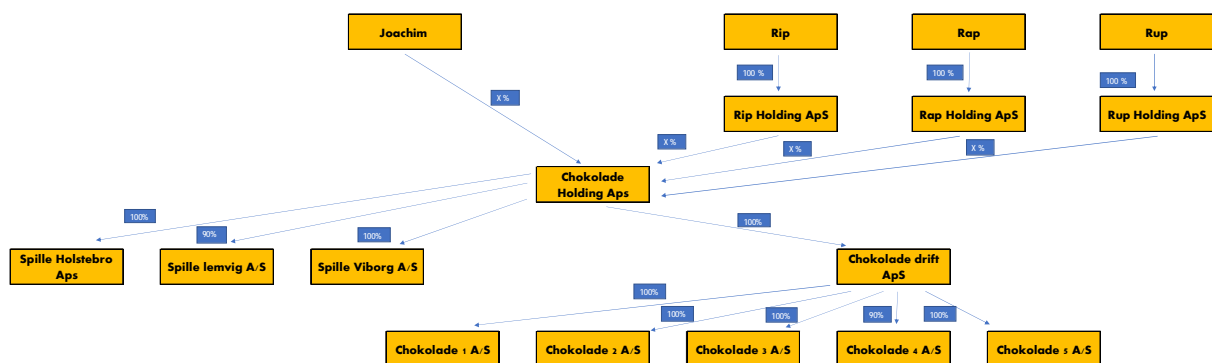 Joachim
Rip
Rap
Rup
100 %
100 %
100 %
X %
Rip Holding ApS
Rap Holding ApS
Rup Holding ApS
X %
X %
X %
Chokolade
Holding Aps
100%
90%
100%
100%
Spille Holstebro
Aps
Spille lemvig A/S
Spille Viborg A/S
Chokolade drift
ApS
100%
100%
100%
90%
100%
Chokolade 1 A/S
Chokolade 2 A/S
Chokolade 3 A/S
Chokolade 4 A/S
Chokolade 5 A/S